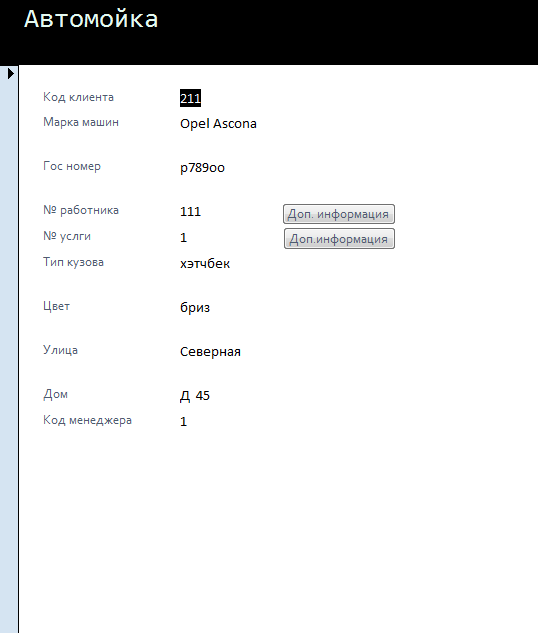 Автомойка
Код клиента 211
Марка машин Opel Ascona
Гос номер р789оо
№ работника 111 Доп. информация
№ услги 1 Доп.информация
Тип кузова хэтчбек
Цвет бриз
Улица Северная
Дом Д 45
Код менеджера 1